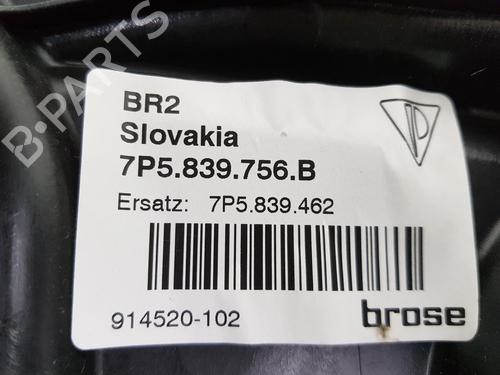 B-PARTS
BR2
Slovakia
7P5.839.756.B
Ersatz: 7P5.839.462
914520-102
brose